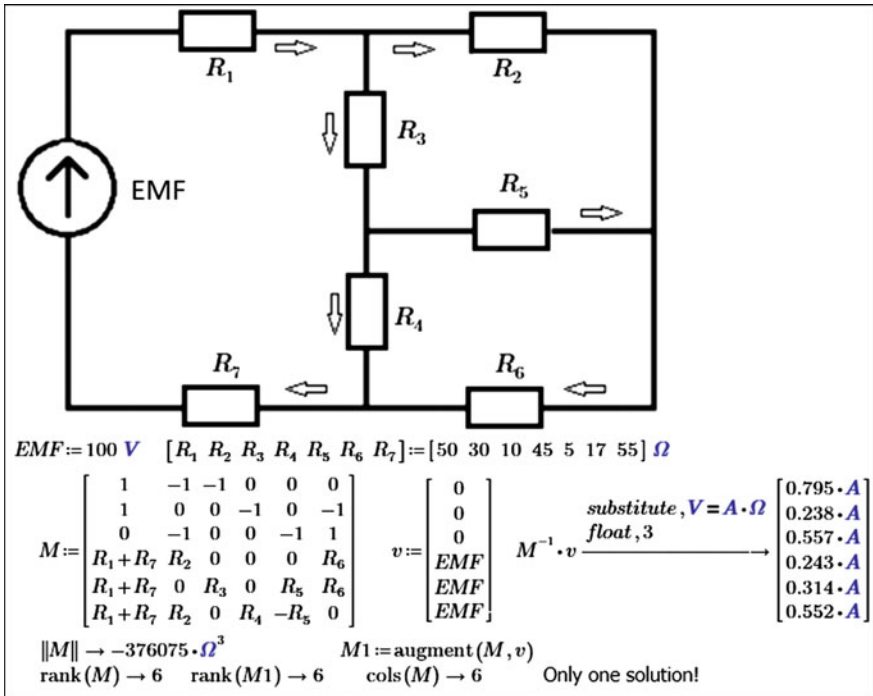 R₁
R₂
R₃
EMF
R₅
R₄
R₇
R₆
EMF:=100 V [R₁ R₂ R₃ R₄ R₅ R₆ R₇]:=[50 30 10 45 5 17 55] Ω
M:=
1 -1 -1 0 0 0
1 0 0 -1 0 -1
0 -1 0 0 -1 1
R₁+R₇ R₂ 0 0 0 R₆
R₁+R₇ 0 R₃ 0 R₅ R₆
R₁+R₇ R₂ 0 R₄ -R₅ 0
v:=
0
0
0
EMF
EMF
EMF
M⁻¹·v
substitute,V=A·Ω
float,3
→
0.795·A
0.238·A
0.557·A
0.243·A
0.314·A
0.552·A
‖M‖→-376075·Ω³ M1:=augment(M,v)
rank(M)→6 rank(M1)→6 cols(M)→6 Only one solution!